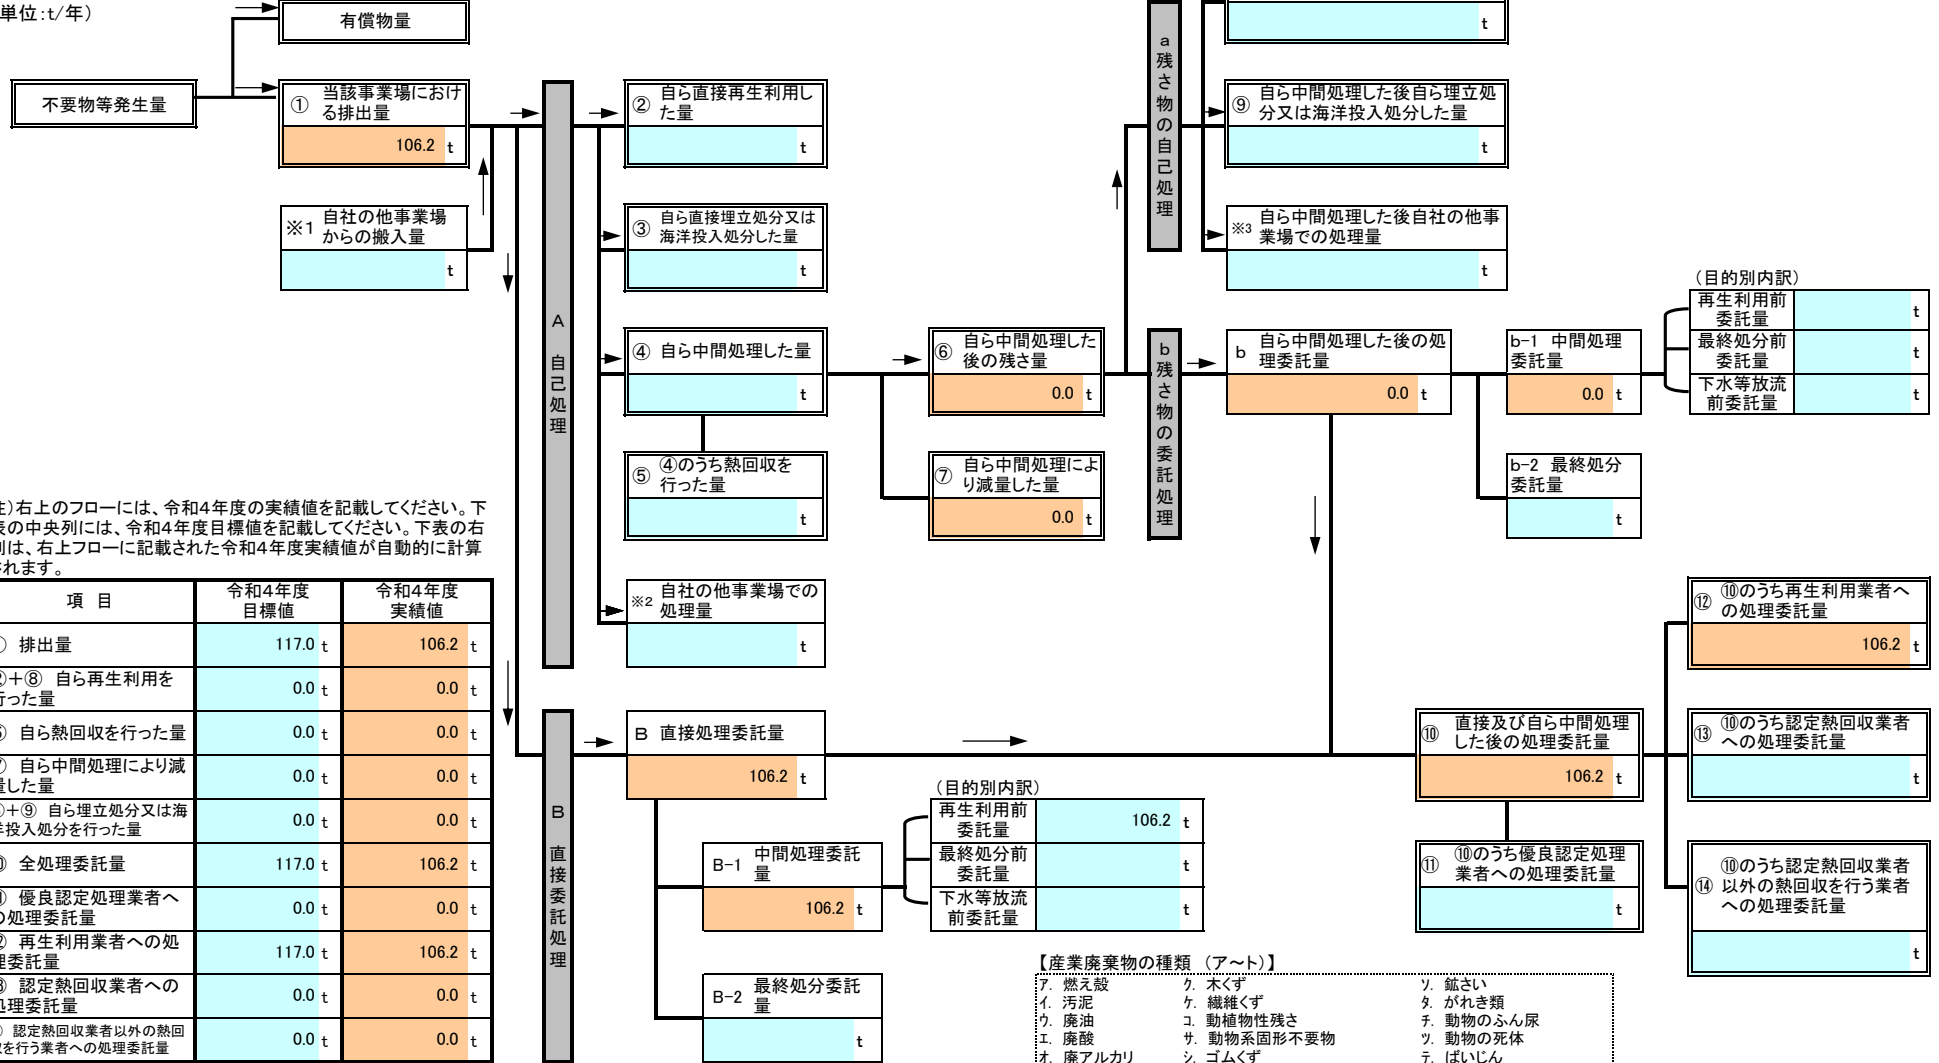 単位:t/年）
有償物量
不要物等発生量
① 当該事業場におけ
る排出量
106.2 t
※1 自社の他事業場
からの搬入量
t
A 自己処理
② 自ら直接再生利用し
た量
t
③ 自ら直接埋立処分又は
海洋投入処分した量
t
④ 自ら中間処理した量
t
⑤ ④のうち熱回収を
行った量
t
※2 自社の他事業場での
処理量
t
⑥ 自ら中間処理した
後の残さ量
0.0 t
⑦ 自ら中間処理によ
り減量した量
0.0 t
a残さ物の自己処理
t
⑨ 自ら中間処理した後自ら埋立処
分又は海洋投入処分した量
t
※3 自ら中間処理した後自社の他事
業場での処理量
t
b残さ物の委託処理
b 自ら中間処理した後の処
理委託量
0.0 t
b-1 中間処理
委託量
0.0 t
b-2 最終処分
委託量
t
（目的別内訳）
再生利用前
委託量
t
最終処分前
委託量
t
下水等放流
前委託量
t
）右上のフローには、令和4年度の実績値を記載してください。下
の中央列には、令和4年度目標値を記載してください。下表の右
は、右上フローに記載された令和4年度実績値が自動的に計算
れます。
項 目 令和4年度
目標値 令和4年度
実績値
排出量 117.0 t 106.2 t
＋⑧ 自ら再生利用を
行った量 0.0 t 0.0 t
自ら熱回収を行った量 0.0 t 0.0 t
自ら中間処理により減
量した量 0.0 t 0.0 t
＋⑨ 自ら埋立処分又は海
洋投入処分を行った量 0.0 t 0.0 t
全処理委託量 117.0 t 106.2 t
優良認定処理業者へ
の処理委託量 0.0 t 0.0 t
再生利用業者への処
理委託量 117.0 t 106.2 t
認定熱回収業者への
処理委託量 0.0 t 0.0 t
認定熱回収業者以外の熱回
収を行う業者への処理委託量 0.0 t 0.0 t
B 直接委託処理
B 直接処理委託量
106.2 t
B-1 中間処理委託
量
106.2 t
B-2 最終処分委託
量
t
（目的別内訳）
再生利用前
委託量
106.2 t
最終処分前
委託量
t
下水等放流
前委託量
t
⑩ 直接及び自ら中間処理
した後の処理委託量
106.2 t
⑪ ⑩のうち優良認定処理
業者への処理委託量
t
⑫ ⑩のうち再生利用業者へ
の処理委託量
106.2 t
⑬ ⑩のうち認定熱回収業者
への処理委託量
t
⑭ ⑩のうち認定熱回収業者
以外の熱回収を行う業者
への処理委託量
t
【産業廃棄物の種類 （ア～ト）】
ア. 燃え殻 ク. 木くず ソ. 鉱さい
イ. 汚泥 ケ. 繊維くず タ. がれき類
ウ. 廃油 コ. 動植物性残さ チ. 動物のふん尿
エ. 廃酸 サ. 動物系固形不要物 ツ. 動物の死体
オ. 廃アルカリ シ. ゴムくず テ. ばいじん